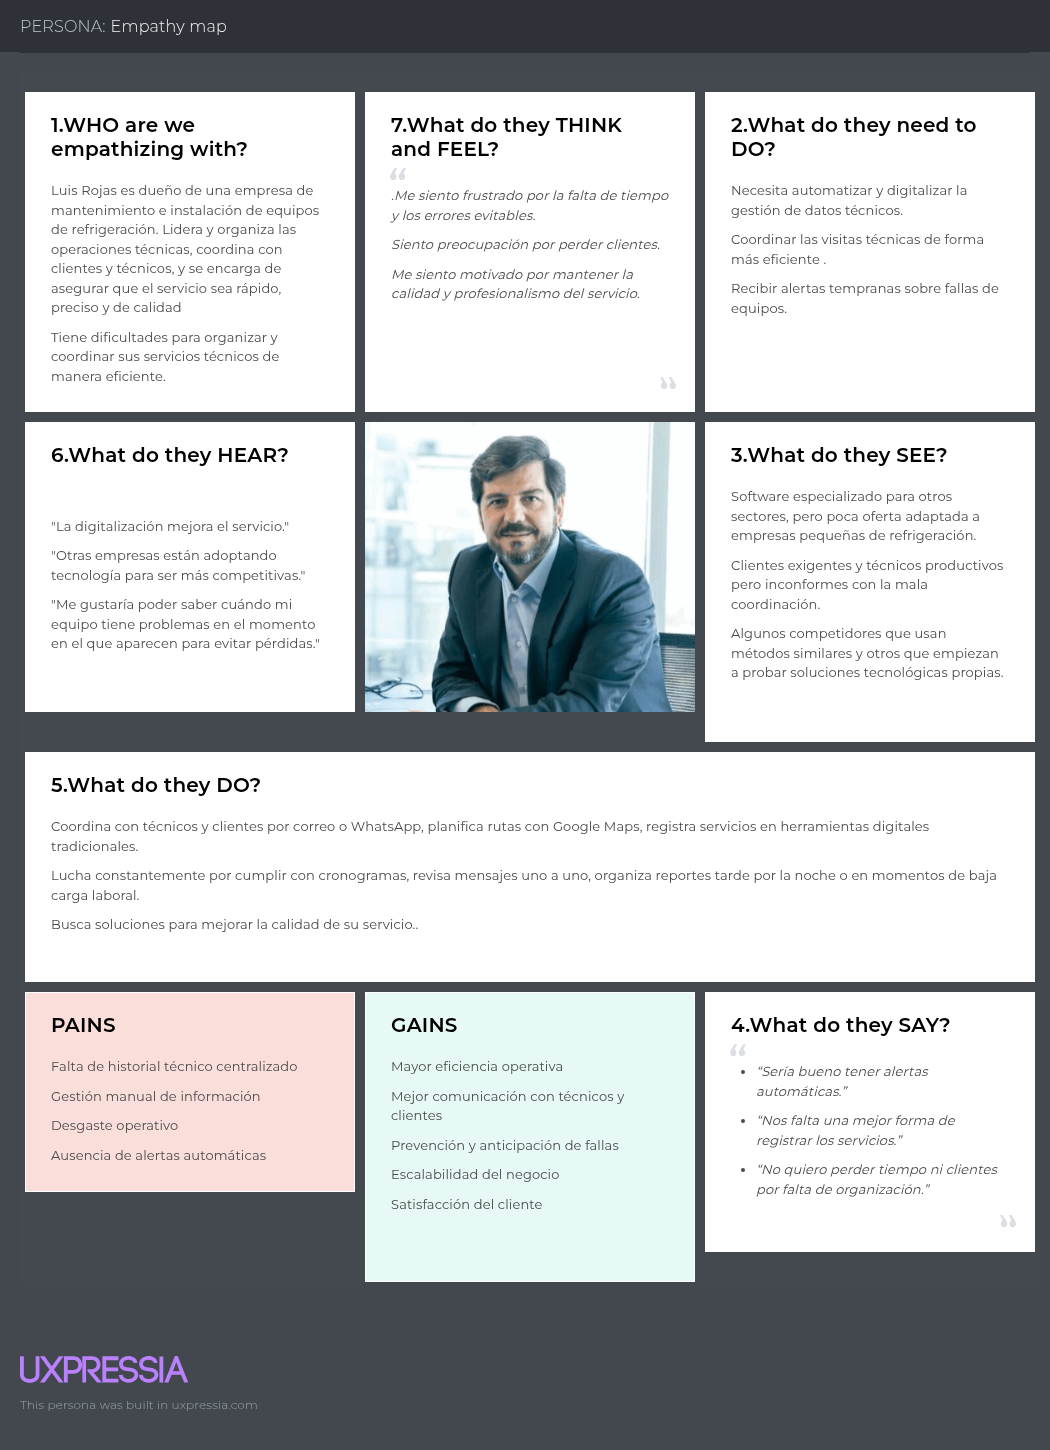 PERSONA: Empathy map
1.WHO are we
empathizing with?
Luis Rojas es dueño de una empresa de
mantenimiento e instalación de equipos
de refrigeración. Lidera y organiza las
operaciones técnicas, coordina con
clientes y técnicos, y se encarga de
asegurar que el servicio sea rápido,
preciso y de calidad
Tiene dificultades para organizar y
coordinar sus servicios técnicos de
manera eficiente.
7.What do they THINK
and FEEL?
“
.Me siento frustrado por la falta de tiempo
y los errores evitables.
Siento preocupación por perder clientes.
Me siento motivado por mantener la
calidad y profesionalismo del servicio.
”
2.What do they need to
DO?
Necesita automatizar y digitalizar la
gestión de datos técnicos.
Coordinar las visitas técnicas de forma
más eficiente .
Recibir alertas tempranas sobre fallas de
equipos.
6.What do they HEAR?
"La digitalización mejora el servicio."
"Otras empresas están adoptando
tecnología para ser más competitivas."
"Me gustaría poder saber cuándo mi
equipo tiene problemas en el momento
en el que aparecen para evitar pérdidas."
3.What do they SEE?
Software especializado para otros
sectores, pero poca oferta adaptada a
empresas pequeñas de refrigeración.
Clientes exigentes y técnicos productivos
pero inconformes con la mala
coordinación.
Algunos competidores que usan
métodos similares y otros que empiezan
a probar soluciones tecnológicas propias.
5.What do they DO?
Coordina con técnicos y clientes por correo o WhatsApp, planifica rutas con Google Maps, registra servicios en herramientas digitales
tradicionales.
Lucha constantemente por cumplir con cronogramas, revisa mensajes uno a uno, organiza reportes tarde por la noche o en momentos de baja
carga laboral.
Busca soluciones para mejorar la calidad de su servicio..
PAINS
Falta de historial técnico centralizado
Gestión manual de información
Desgaste operativo
Ausencia de alertas automáticas
GAINS
Mayor eficiencia operativa
Mejor comunicación con técnicos y
clientes
Prevención y anticipación de fallas
Escalabilidad del negocio
Satisfacción del cliente
4.What do they SAY?
“
• “Sería bueno tener alertas
automáticas.”
• “Nos falta una mejor forma de
registrar los servicios.”
• “No quiero perder tiempo ni clientes
por falta de organización.”
”
UXPRESSIA
This persona was built in uxpressia.com